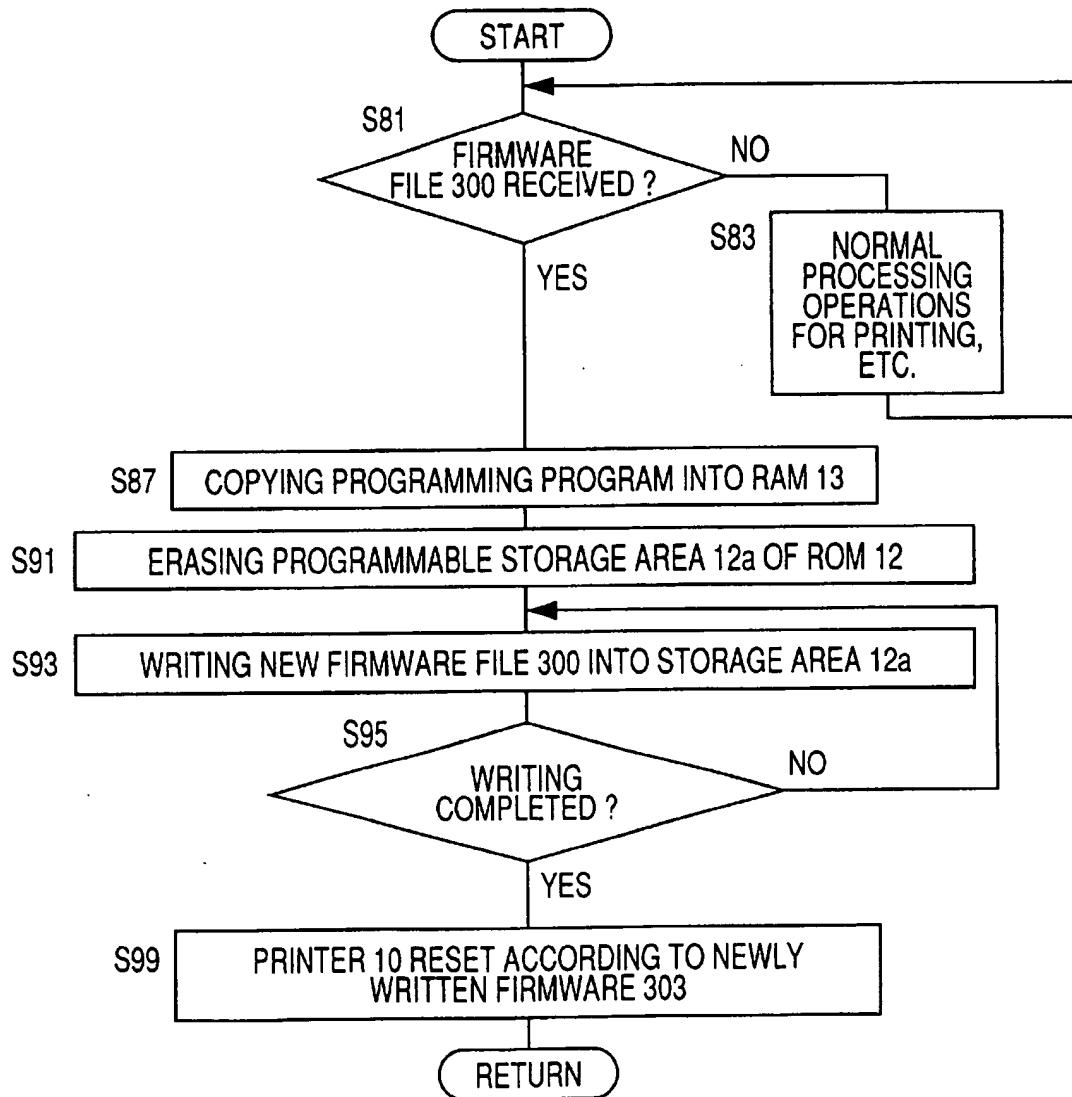 START
S81
FIRMWARE
FILE 300 RECEIVED ?
NO
YES
S83
NORMAL
PROCESSING
OPERATIONS
FOR PRINTING,
ETC.
S87
COPYING PROGRAMMING PROGRAM INTO RAM 13
S91
ERASING PROGRAMMABLE STORAGE AREA 12a OF ROM 12
S93
WRITING NEW FIRMWARE FILE 300 INTO STORAGE AREA 12a
S95
WRITING
COMPLETED ?
NO
YES
S99
PRINTER 10 RESET ACCORDING TO NEWLY
WRITTEN FIRMWARE 303
RETURN